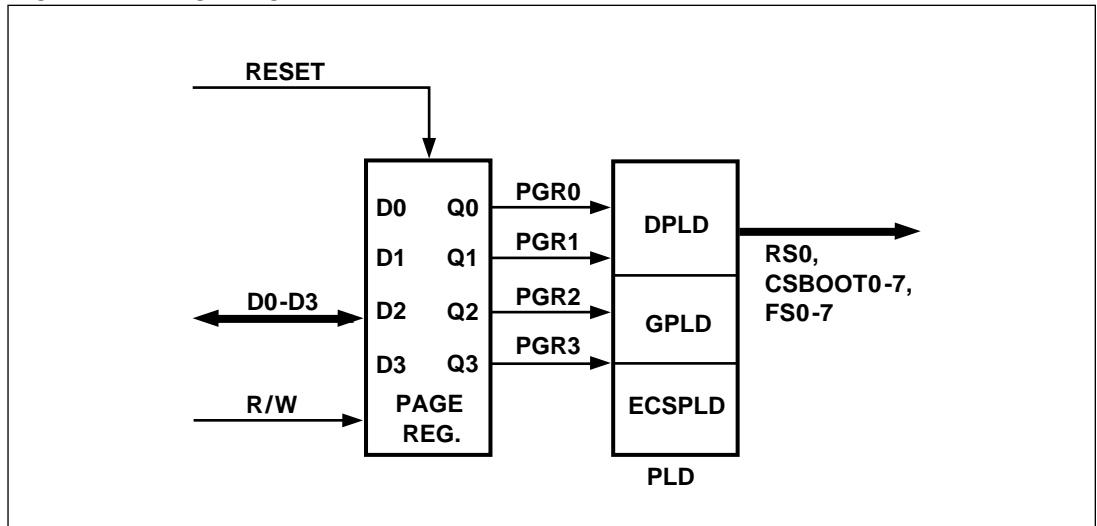 RESET
D0 Q0
D1 Q1
D2 Q2
D3 Q3
PAGE
REG.
D0-D3
R/W
PGR0
PGR1
PGR2
PGR3
DPLD
GPLD
ECSPLD
PLD
RS0,
CSBOOT0-7,
FS0-7